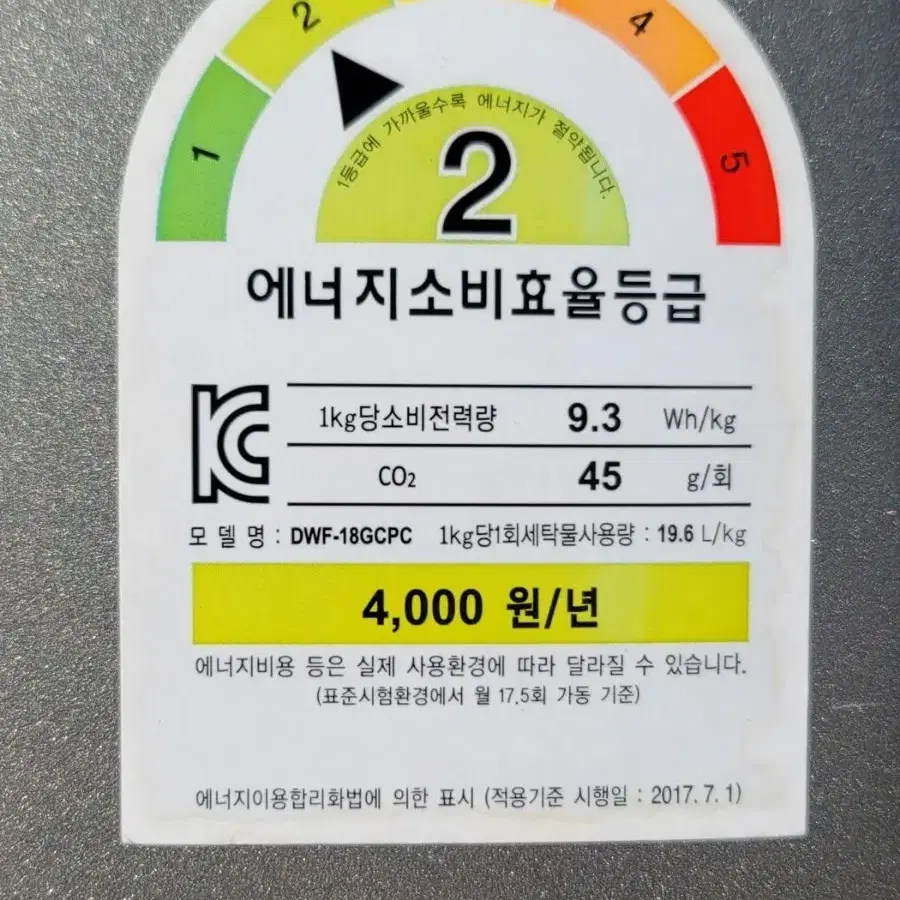 2
4
1
5
1등급에 가까울수록 에너지가 절약됩니다.
2
에너지소비효율등급
1kg당소비전력량 9.3 Wh/kg
CO₂ 45 g/회
모델명 : DWF-18GCPC 1kg당1회세탁물사용량 : 19.6 L/kg
4,000 원/년
에너지비용 등은 실제 사용환경에 따라 달라질 수 있습니다.
(표준시험환경에서 월 17.5회 가동 기준)
에너지이용합리화법에 의한 표시 (적용기준 시행일 : 2017. 7. 1)